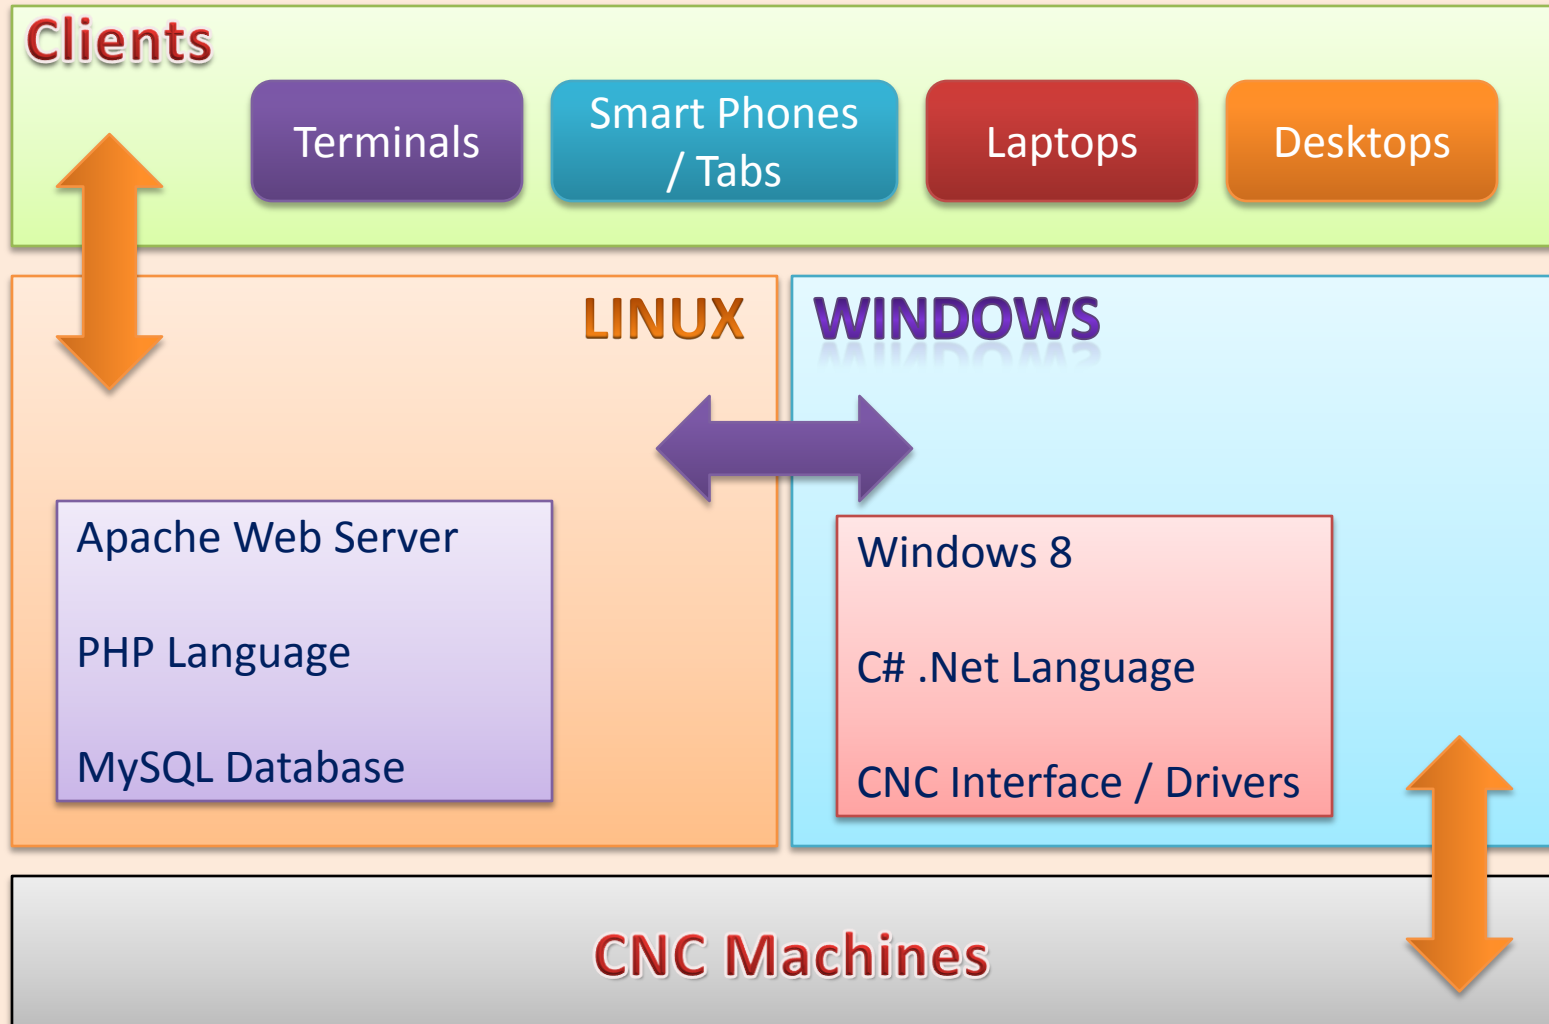 Clients
Terminals
Smart Phones
/ Tabs
Laptops
Desktops
LINUX
WINDOWS
Apache Web Server
PHP Language
MySQL Database
Windows 8
C# .Net Language
CNC Interface / Drivers
CNC Machines